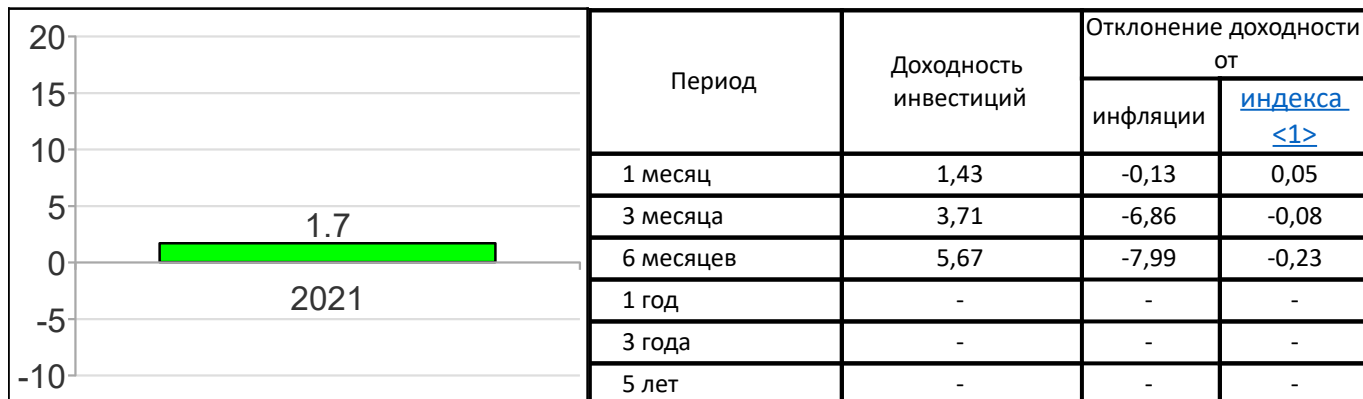 20
15
10
5
0
-5
-10
1.7
2021
Период
Доходность
инвестиций
Отклонение доходности
от
инфляции
индекса
<1>
1 месяц 1,43 -0,13 0,05
3 месяца 3,71 -6,86 -0,08
6 месяцев 5,67 -7,99 -0,23
1 год - - -
3 года - - -
5 лет - - -